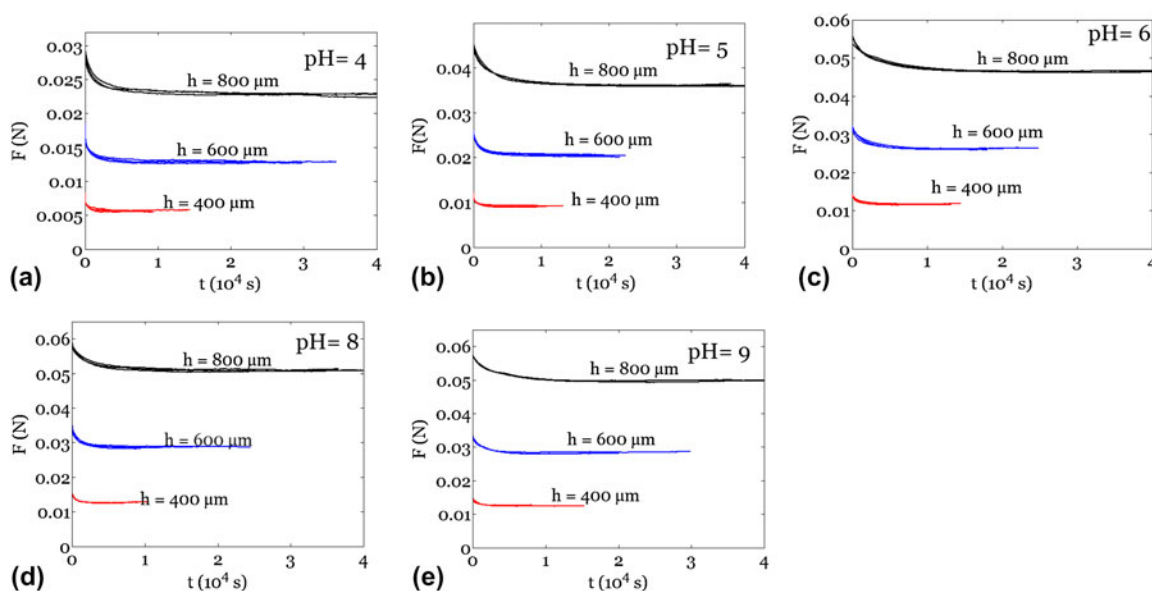 0.03
0.025
0.02
0.015
0.01
0.005
0
F (N)
pH= 4
h = 800 µm
h = 600 µm
h = 400 µm
0 1 2 3 4
t (10⁴ s)
(a)
0.04
0.03
0.02
0.01
0
F(N)
pH= 5
h = 800 µm
h = 600 µm
h = 400 µm
0 1 2 3 4
t (10⁴ s)
(b)
0.06
0.05
0.04
0.03
0.02
0.01
0
F (N)
pH= 6
h = 800 µm
h = 600 µm
h = 400 µm
0 1 2 3 4
t (10⁴ s)
(c)
0.06
0.05
0.04
0.03
0.02
0.01
0
F (N)
pH= 8
h = 800 µm
h = 600 µm
h = 400 µm
0 1 2 3 4
t (10⁴ s)
(d)
0.06
0.05
0.04
0.03
0.02
0.01
0
F (N)
pH= 9
h = 800 µm
h = 600 µm
h = 400 µm
0 1 2 3 4
t (10⁴ s)
(e)